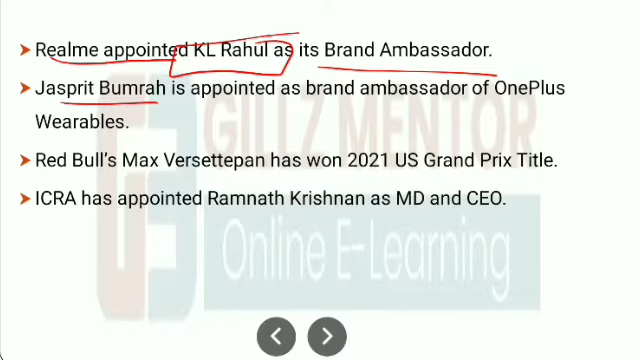 ➤ Realme appointed KL Rahul as its Brand Ambassador.
➤ Jasprit Bumrah is appointed as brand ambassador of OnePlus
Wearables.
➤ Red Bull's Max Versettepan has won 2021 US Grand Prix Title.
➤ ICRA has appointed Ramnath Krishnan as MD and CEO.
GILLZ MENTOR
Online E-Learning